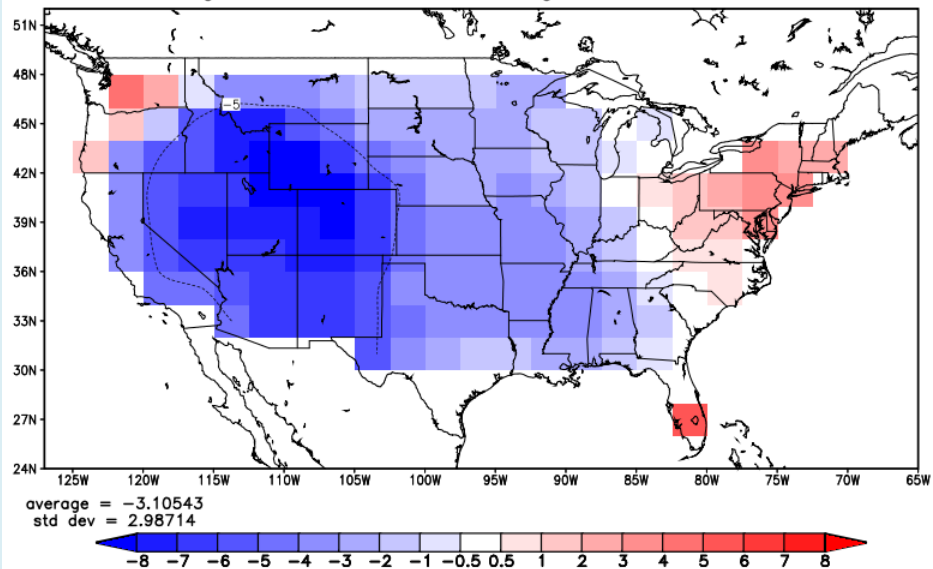 51N
48N
45N
42N
39N
36N
33N
30N
27N
24N
-5
125W 120W 115W 110W 105W 100W 95W 90W 85W 80W 75W 70W 65W
average = -3.10543
std dev = 2.98714
-8 -7 -6 -5 -4 -3 -2 -1 -0.5 0.5 1 2 3 4 5 6 7 8